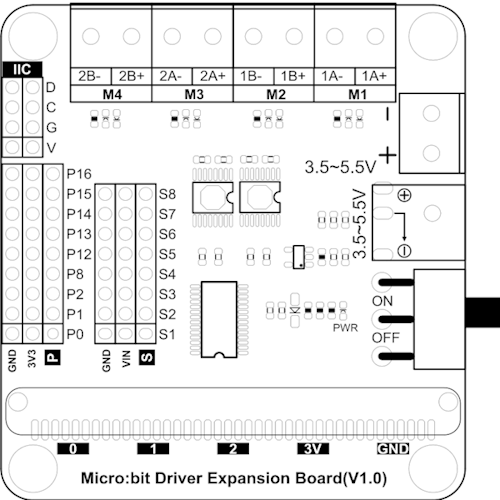 2B- 2B+ 2A- 2A+ 1B- 1B+ 1A- 1A+
M4 M3 M2 M1
IIC
D
C
G
V
- +
3.5~5.5V
3.5~5.5V
+ -
P16
P15
P14
P13
P12
P8
P2
P1
P0
GND 3V3 P
S8
S7
S6
S5
S4
S3
S2
S1
GND VIN S
PWR
ON
OFF
0 1 2 3V GND
Micro:bit Driver Expansion Board(V1.0)